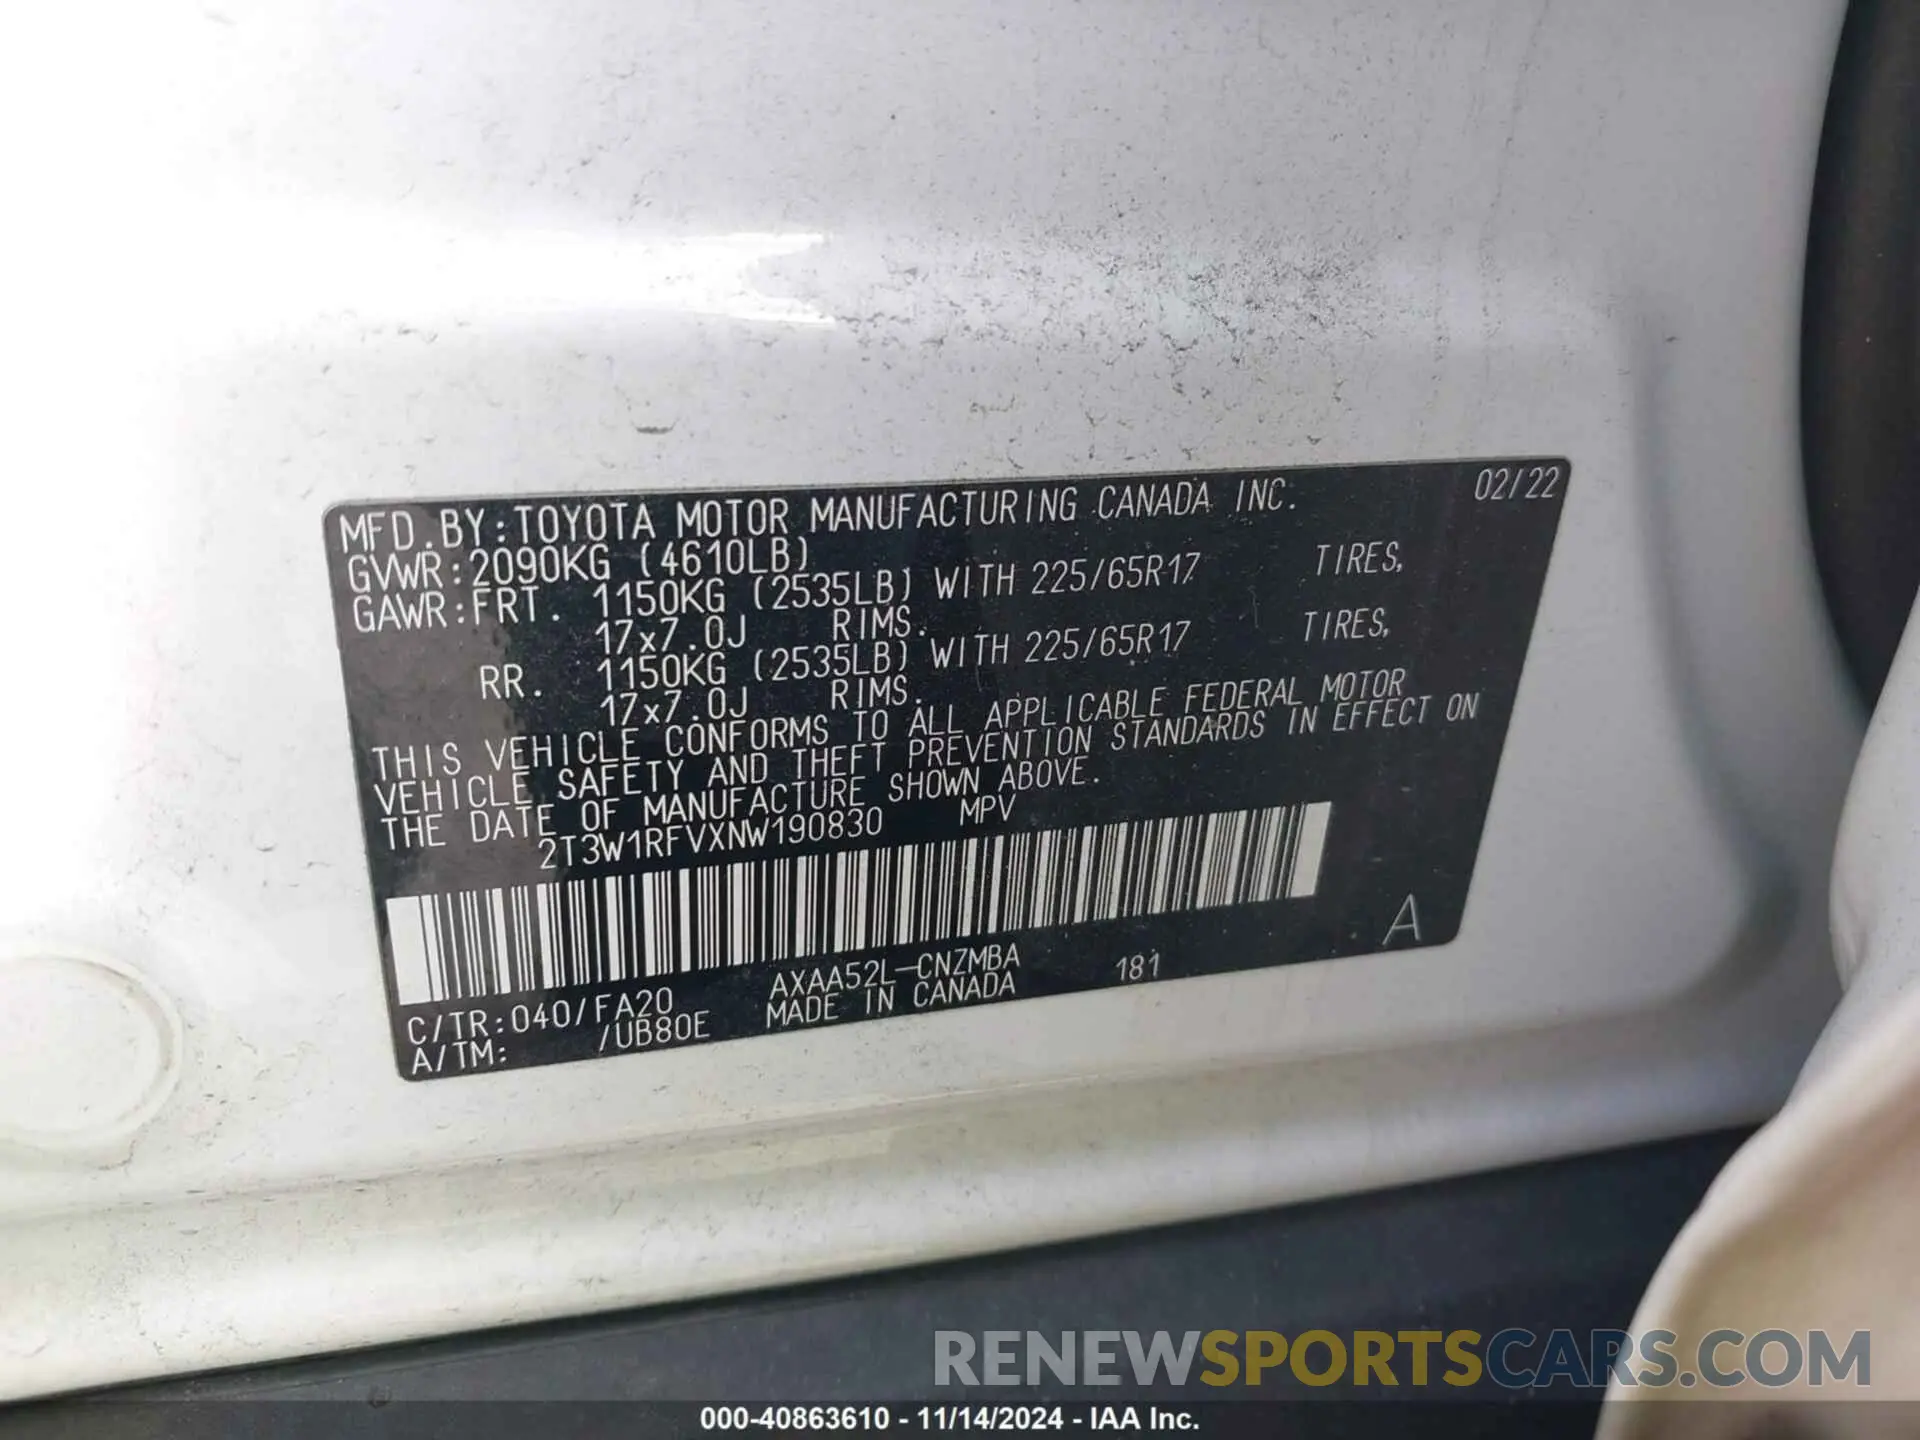 02/22
MFD. BY: TOYOTA MOTOR MANUFACTURING CANADA INC.
GVWR: 2090KG (4610LB)
GAWR: FRT. 1150KG (2535LB) WITH 225/65R17 TIRES,
17x7.0J RIMS.
RR. 1150KG (2535LB) WITH 225/65R17 TIRES,
17x7.0J RIMS.
THIS VEHICLE CONFORMS TO ALL APPLICABLE FEDERAL MOTOR
VEHICLE SAFETY AND THEFT PREVENTION STANDARDS IN EFFECT ON
THE DATE OF MANUFACTURE SHOWN ABOVE.
2T3W1RFVXNW190830 MPV
A
C/TR: 040/FA20 AXAA52L-CNZMBA 181
A/TM: /UB80E MADE IN CANADA
RENEWSPORTSCARS.COM
000-40863610 - 11/14/2024 - IAA Inc.